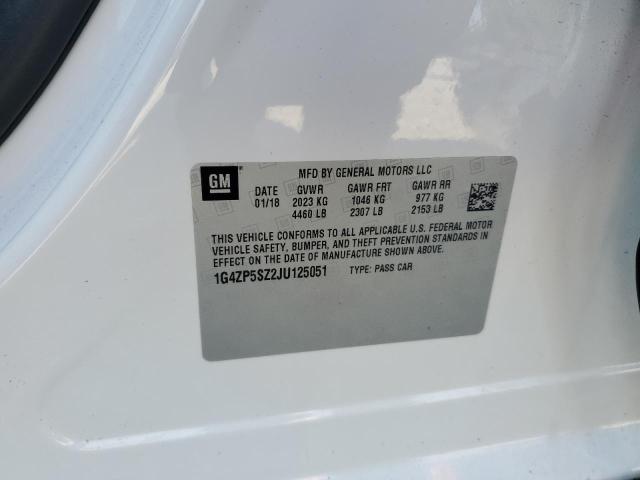 GM
MFD BY GENERAL MOTORS LLC
DATE GVWR GAWR FRT GAWR RR
01/18 2023 KG 1046 KG 977 KG
4460 LB 2307 LB 2153 LB
THIS VEHICLE CONFORMS TO ALL APPLICABLE U.S. FEDERAL MOTOR
VEHICLE SAFETY, BUMPER, AND THEFT PREVENTION STANDARDS IN
EFFECT ON THE DATE OF MANUFACTURE SHOWN ABOVE.
1G4ZP5SZ2JU125051 TYPE: PASS CAR